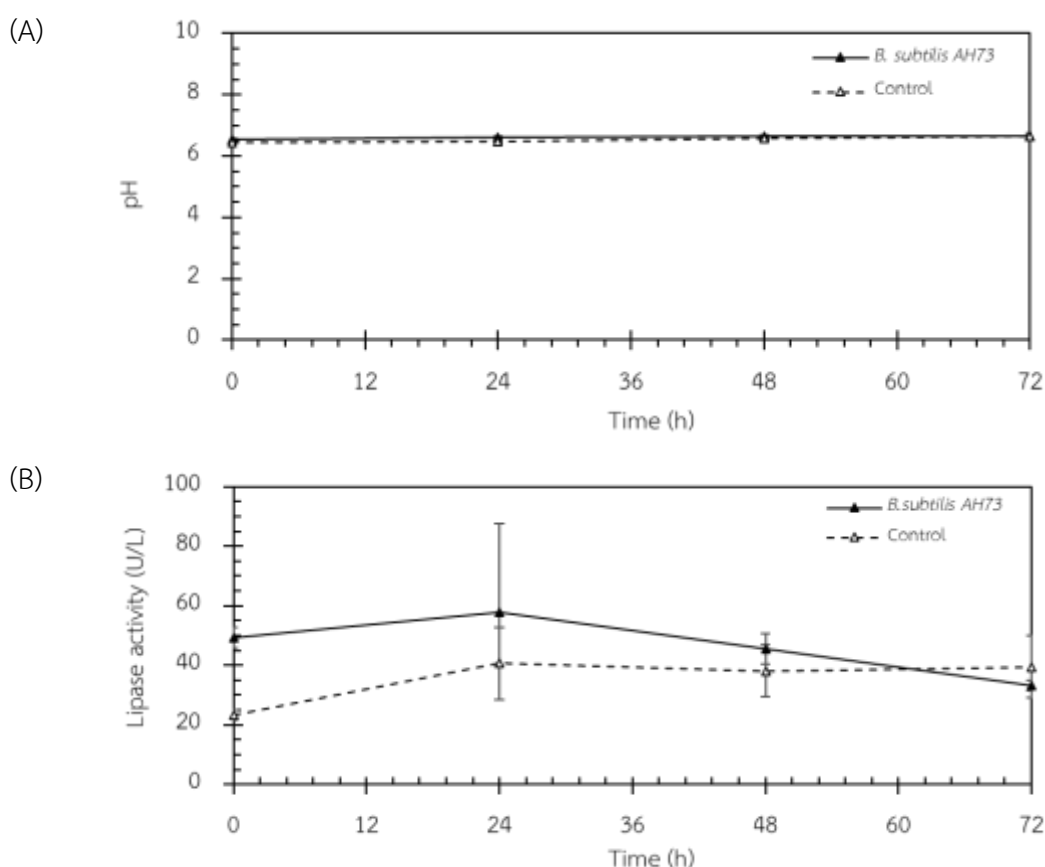 (A)
10
8
6
4
2
0
pH
B. subtilis AH73
Control
0 12 24 36 48 60 72
Time (h)
(B)
100
80
60
40
20
0
Lipase activity (U/L)
B.subtilis AH73
Control
0 12 24 36 48 60 72
Time (h)